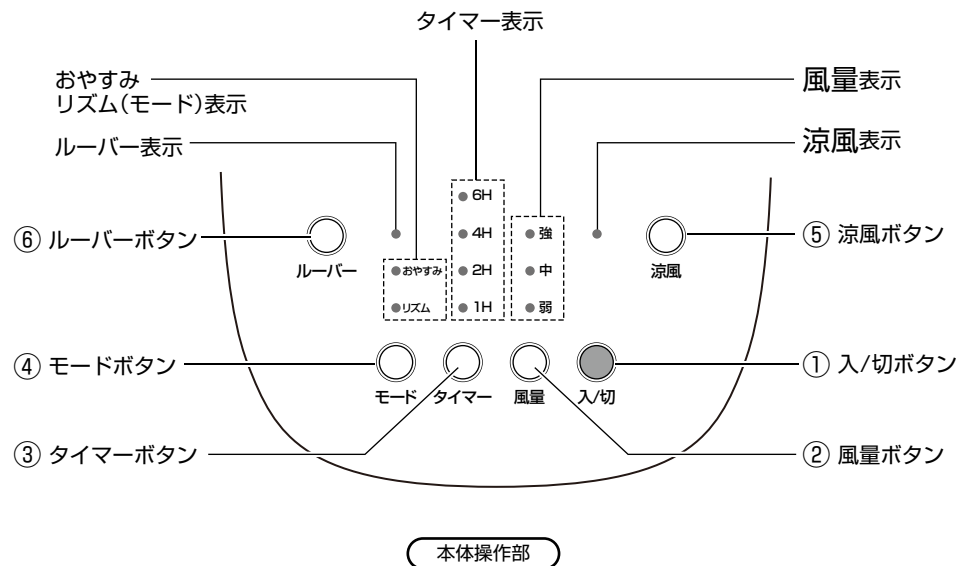 タイマー表示
おやすみ
リズム(モード)表示
風量表示
ルーバー表示
涼風表示
6H
4H
2H
1H
強
中
弱
おやすみ
リズム
⑥ ルーバーボタン
ルーバー
⑤ 涼風ボタン
涼風
④ モードボタン
モード
タイマー
風量
入/切
① 入/切ボタン
③ タイマーボタン
② 風量ボタン
本体操作部